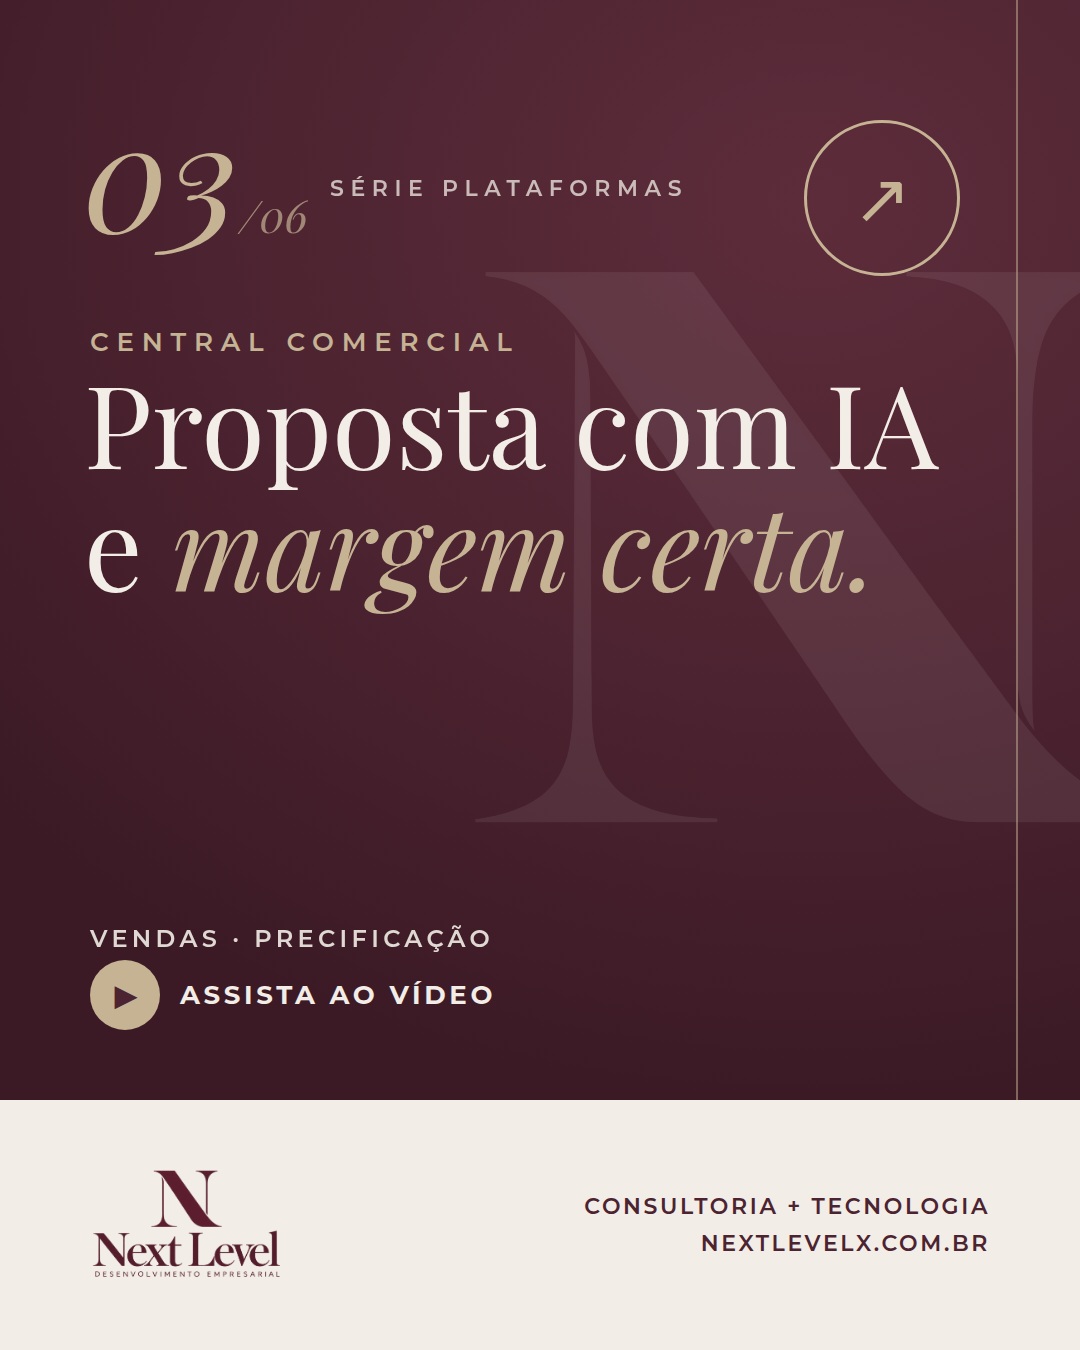 03/06 SÉRIE PLATAFORMAS
CENTRAL COMERCIAL
Proposta com IA
e margem certa.
VENDAS · PRECIFICAÇÃO
ASSISTA AO VÍDEO
N
Next Level
DESENVOLVIMENTO EMPRESARIAL
CONSULTORIA + TECNOLOGIA
NEXTLEVELX.COM.BR